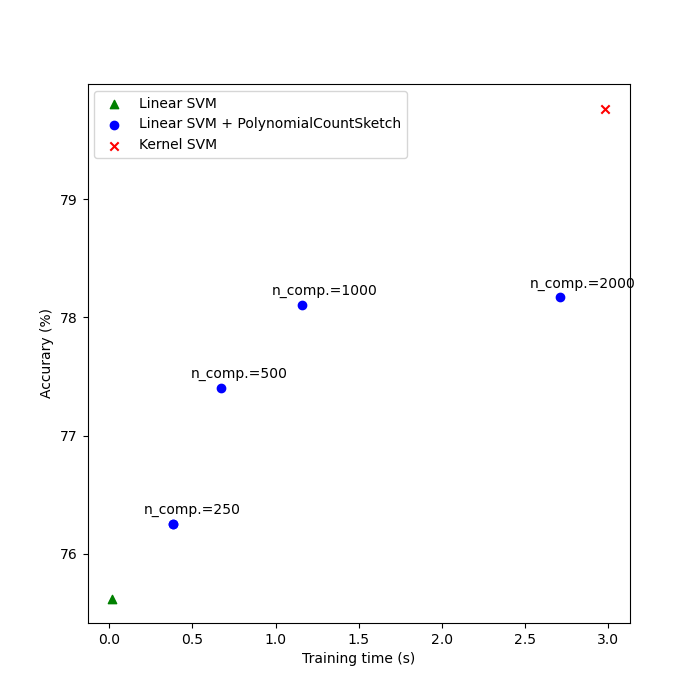 Linear SVM
Linear SVM + PolynomialCountSketch
Kernel SVM
79
n_comp.=2000
n_comp.=1000
78
Accurary (%)
n_comp.=500
77
n_comp.=250
76
0.0 0.5 1.0 1.5 2.0 2.5 3.0
Training time (s)